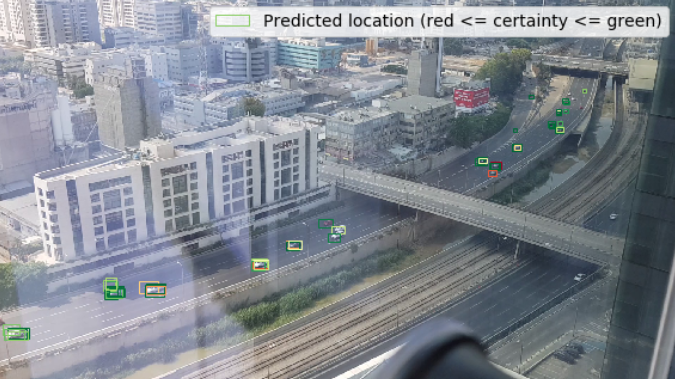 Predicted location (red <= certainty <= green)